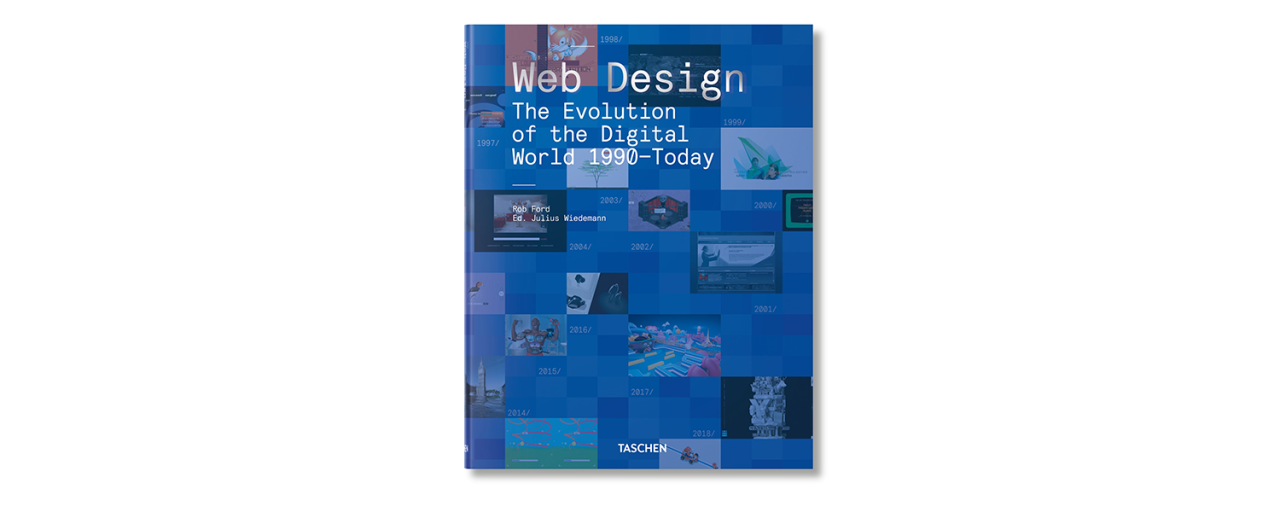 1998/
Web Design
The Evolution
of the Digital
World 1990—Today
1999/
1997/
Rob Ford
Ed. Julius Wiedemann
2003/
2000/
2004/
2002/
2001/
2016/
2015/
2017/
2014/
2018/
TASCHEN